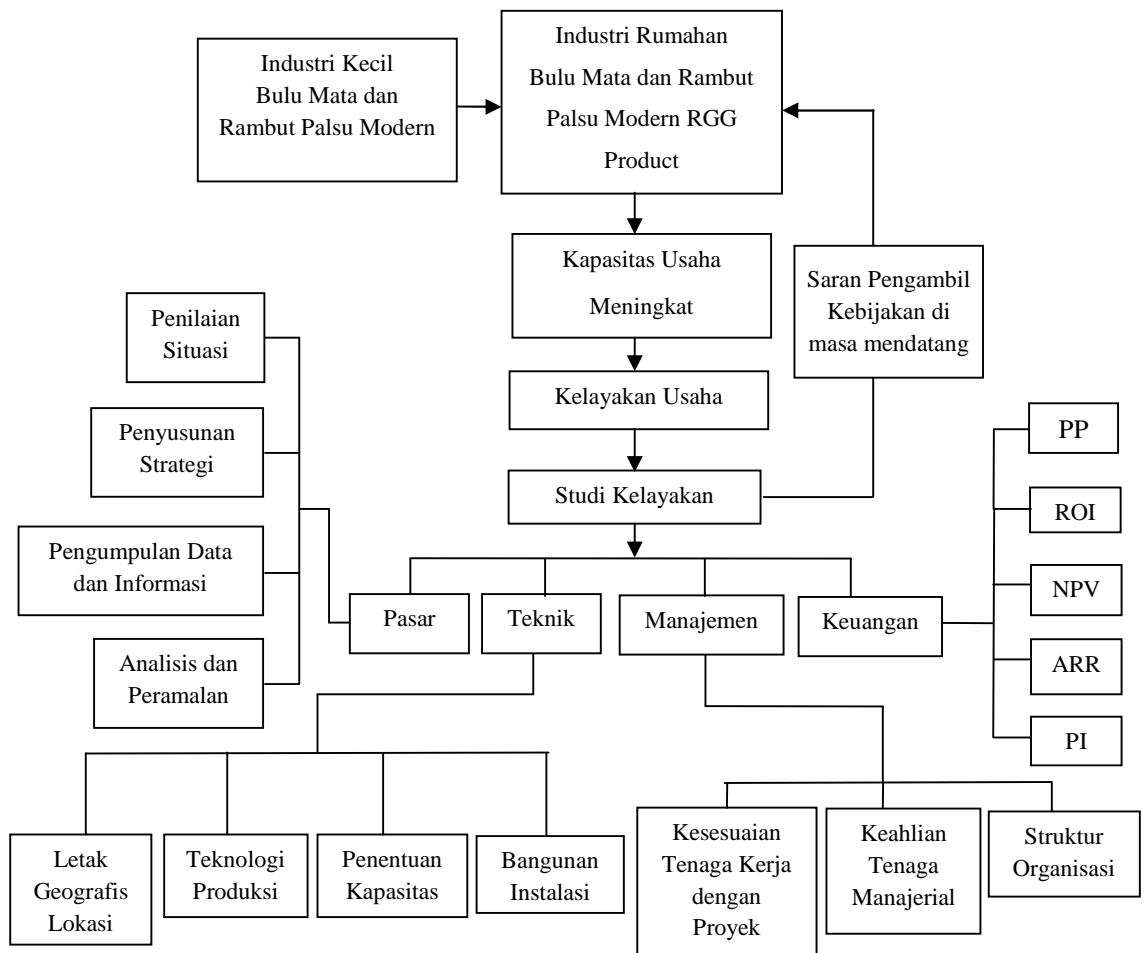 Industri Kecil
Bulu Mata dan
Rambut Palsu Modern
Industri Rumahan
Bulu Mata dan Rambut
Palsu Modern RGG
Product
Kapasitas Usaha
Meningkat
Saran Pengambil
Kebijakan di
masa mendatang
Kelayakan Usaha
Studi Kelayakan
Penilaian
Situasi
Penyusunan
Strategi
Pengumpulan Data
dan Informasi
Analisis dan
Peramalan
Pasar
Teknik
Manajemen
Keuangan
PP
ROI
NPV
ARR
PI
Letak
Geografis
Lokasi
Teknologi
Produksi
Penentuan
Kapasitas
Bangunan
Instalasi
Kesesuaian
Tenaga Kerja
dengan
Proyek
Keahlian
Tenaga
Manajerial
Struktur
Organisasi